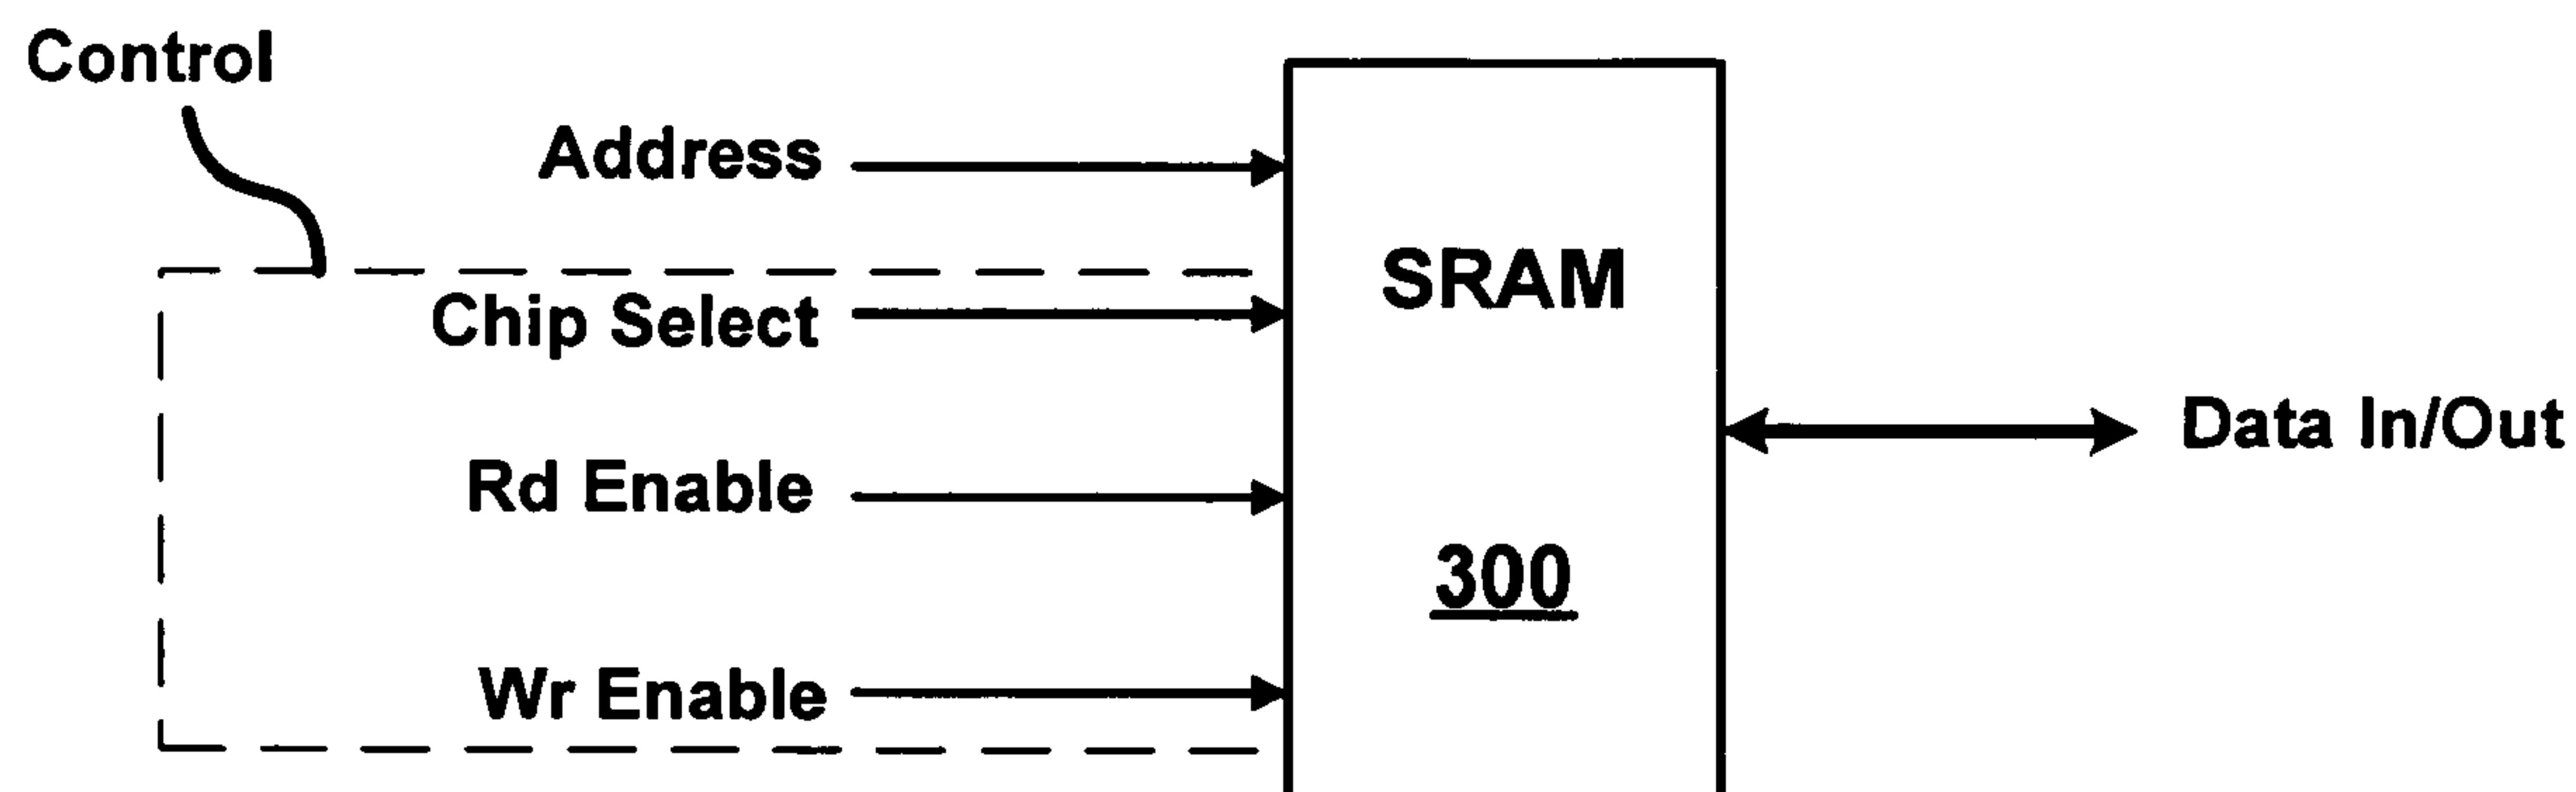 Control
Address
Chip Select
Rd Enable
Wr Enable
SRAM
300
Data In/Out